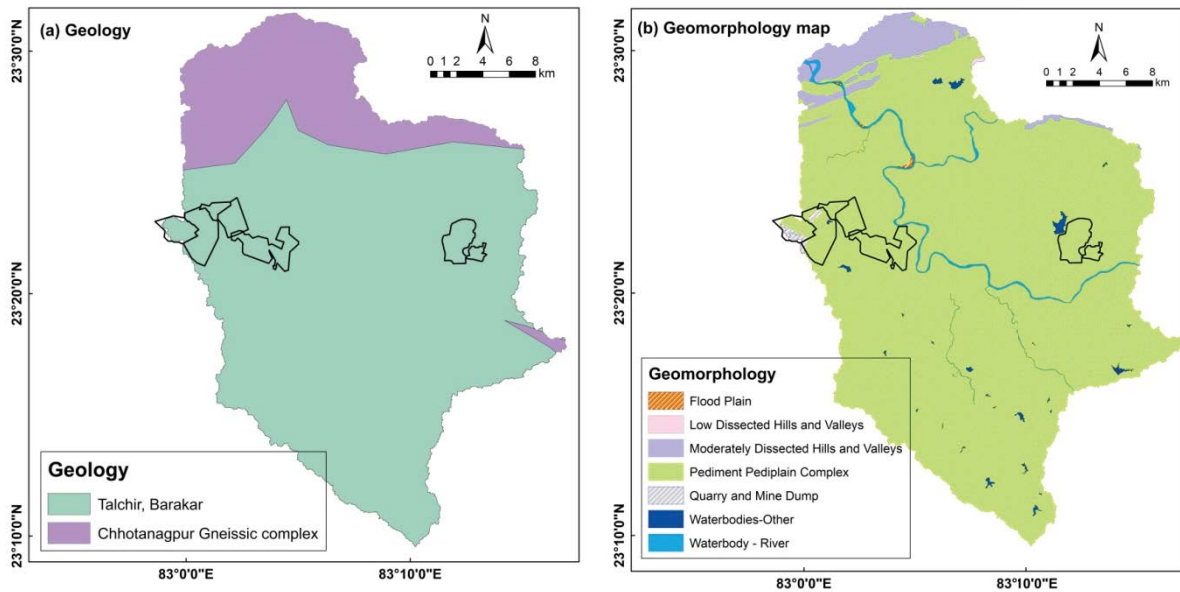 (a) Geology
N
0 1 2 4 6 8
km
23°30'0"N
23°20'0"N
23°10'0"N
Geology
Talchir, Barakar
Chhotanagpur Gneissic complex
83°0'0"E
83°10'0"E
(b) Geomorphology map
N
0 1 2 4 6 8
km
23°30'0"N
23°20'0"N
23°10'0"N
Geomorphology
Flood Plain
Low Dissected Hills and Valleys
Moderately Dissected Hills and Valleys
Pediment Pediplain Complex
Quarry and Mine Dump
Waterbodies-Other
Waterbody - River
83°0'0"E
83°10'0"E